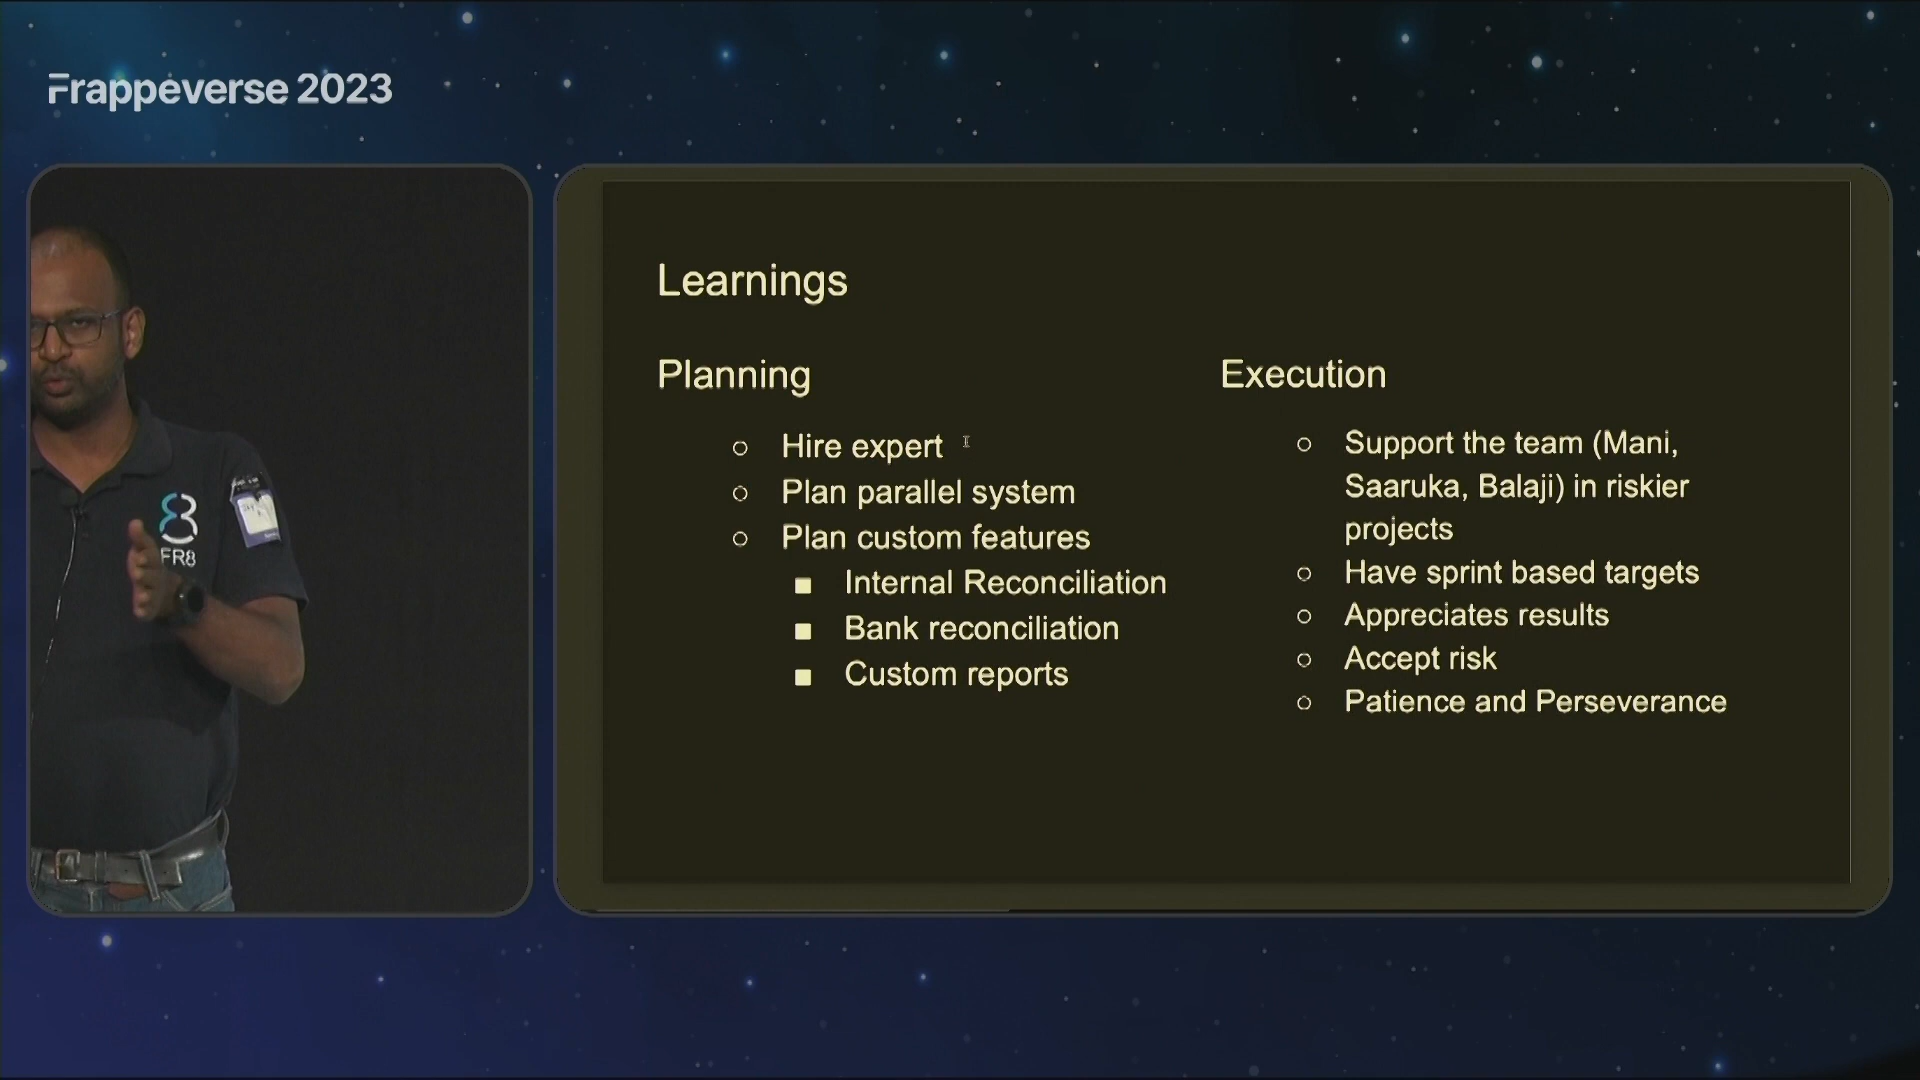 Frappeverse 2023
FR8
Learnings
Planning
Hire expert
Plan parallel system
Plan custom features
Internal Reconciliation
Bank reconciliation
Custom reports
Execution
Support the team (Mani,
Saaruka, Balaji) in riskier
projects
Have sprint based targets
Appreciates results
Accept risk
Patience and Perseverance